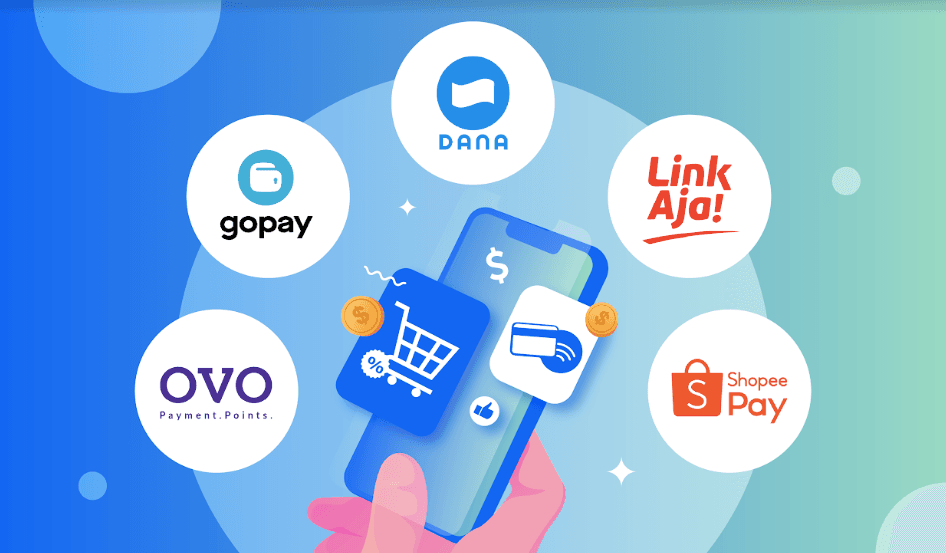 DANA
gopay
Link
Aja!
OVO
Payment.Points.
S
Shopee
Pay
$
$
$
%